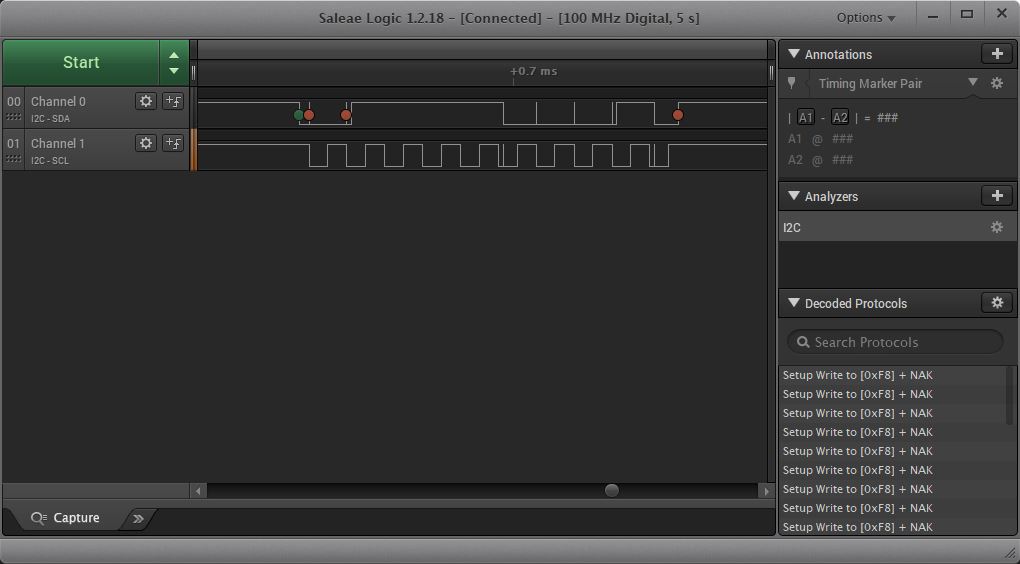 Saleae Logic 1.2.18 - [Connected] - [100 MHz Digital, 5 s]
Options
Start
+0.7 ms
00 Channel 0
I2C - SDA
01 Channel 1
I2C - SCL
Annotations
Timing Marker Pair
| A1 - A2 | = ###
A1 @ ###
A2 @ ###
Analyzers
I2C
Decoded Protocols
Search Protocols
Setup Write to [0xF8] + NAK
Setup Write to [0xF8] + NAK
Setup Write to [0xF8] + NAK
Setup Write to [0xF8] + NAK
Setup Write to [0xF8] + NAK
Setup Write to [0xF8] + NAK
Setup Write to [0xF8] + NAK
Setup Write to [0xF8] + NAK
Setup Write to [0xF8] + NAK
Capture